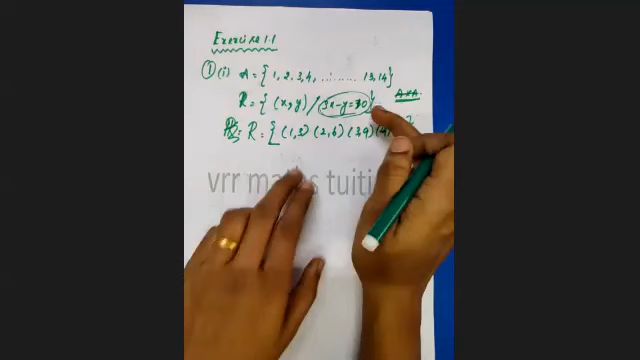 Exercise 1.1
① (i) A = { 1, 2, 3, 4, ............ 13, 14 }
R = { (x, y) / 3x - y = 0 } A×A
R = { (1,3) (2,6) (3,9) (4,
vrr maths tuiti